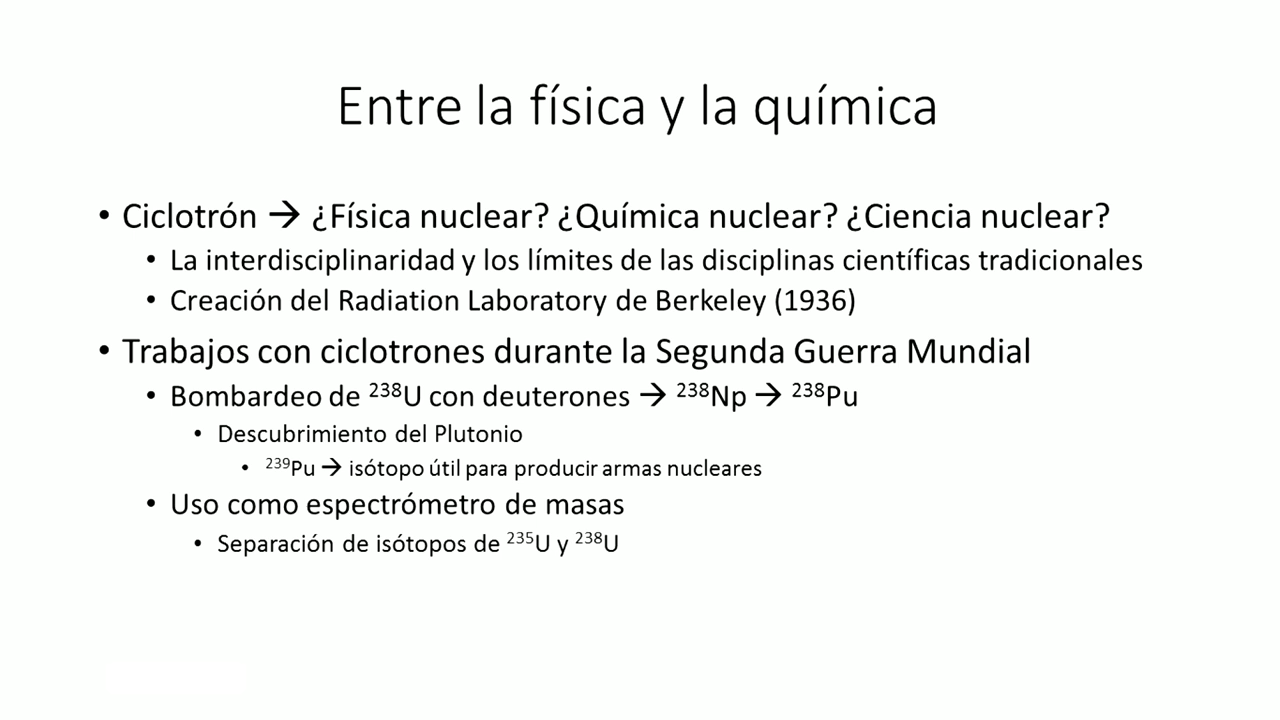 Entre la física y la química
• Ciclotrón → ¿Física nuclear? ¿Química nuclear? ¿Ciencia nuclear?
• La interdisciplinaridad y los límites de las disciplinas científicas tradicionales
• Creación del Radiation Laboratory de Berkeley (1936)
• Trabajos con ciclotrones durante la Segunda Guerra Mundial
• Bombardeo de ²³⁸U con deuterones → ²³⁸Np → ²³⁸Pu
• Descubrimiento del Plutonio
• ²³⁹Pu → isótopo útil para producir armas nucleares
• Uso como espectrómetro de masas
• Separación de isótopos de ²³⁵U y ²³⁸U